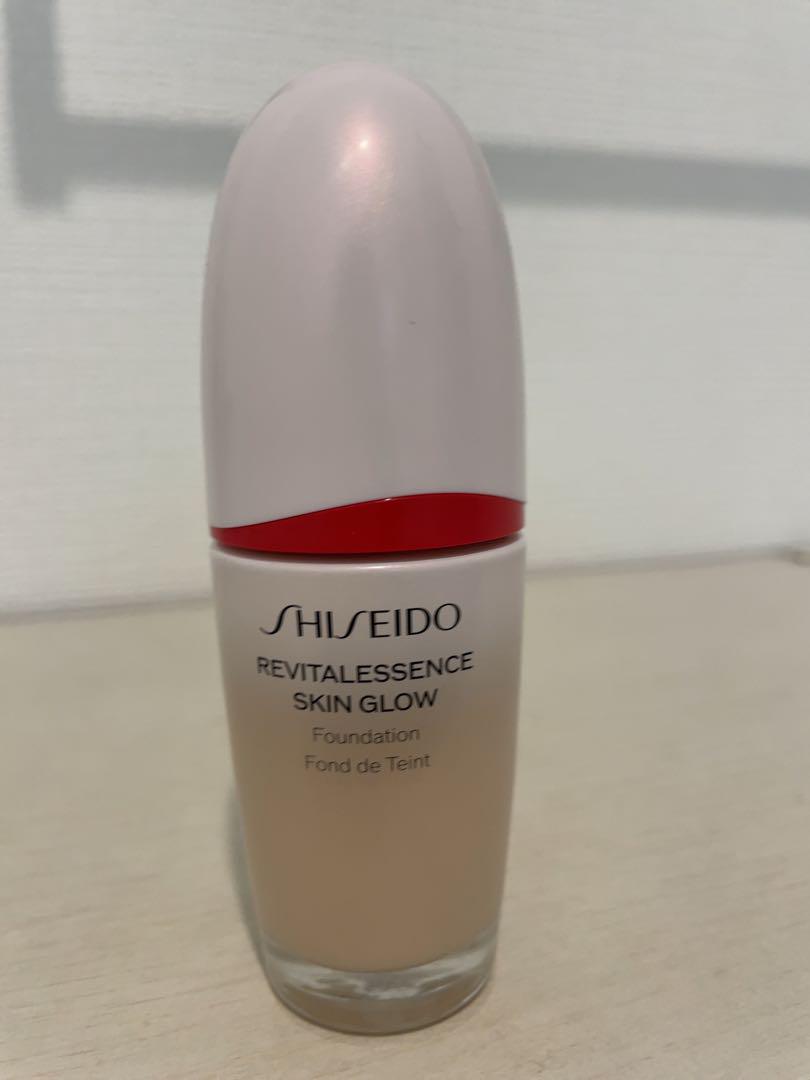 SHISEIDO
REVITALESSENCE
SKIN GLOW
Foundation
Fond de Teint